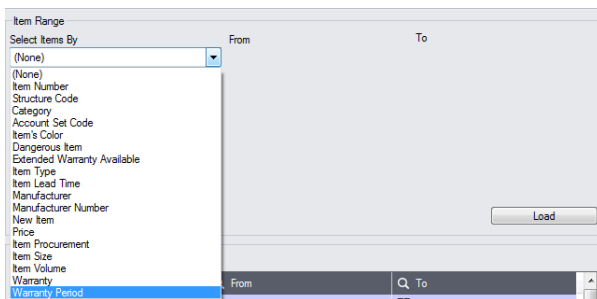 Item Range
Select Items By From To
(None)
(None)
Item Number
Structure Code
Category
Account Set Code
Item's Color
Dangerous Item
Extended Warranty Available
Item Type
Item Lead Time
Manufacturer
Manufacturer Number
New Item
Price
Item Procurement
Item Size
Item Volume
Warranty
Warranty Period
Load
From To